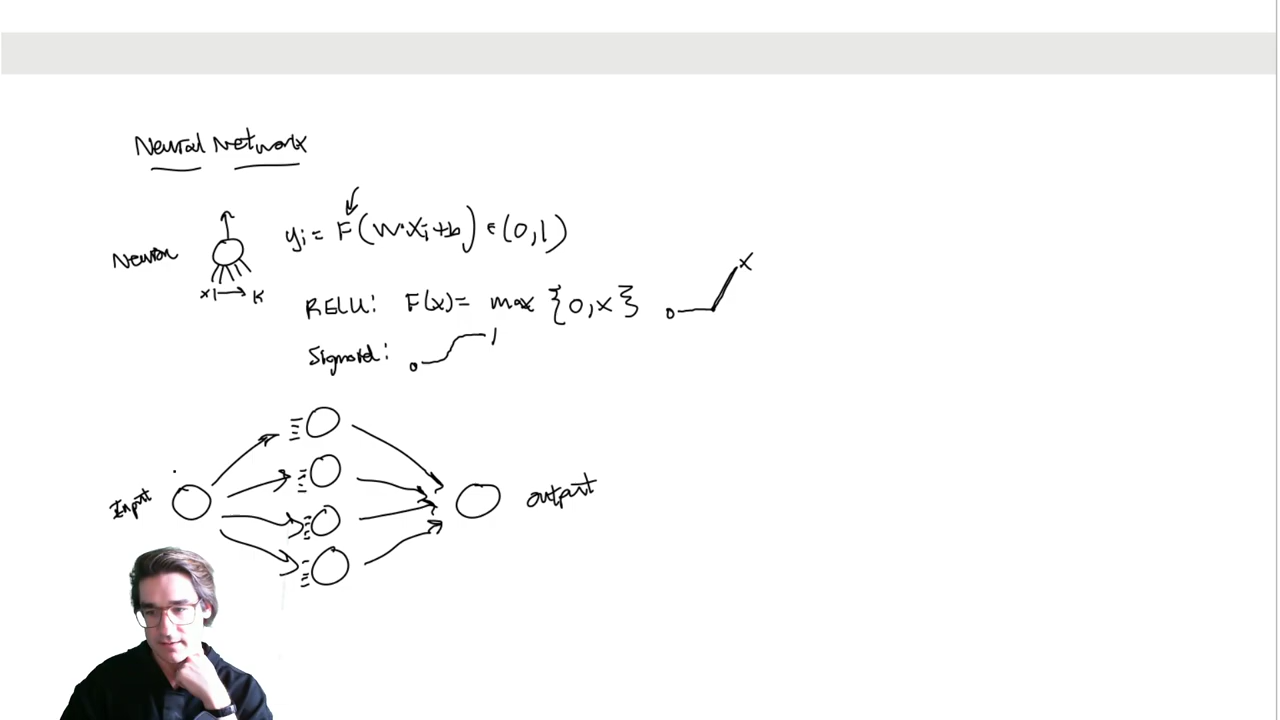 Neural Network
Neuron yi = F(W·Xi+b) ∈ (0,1)
x1 → K
RELU: F(x)= max {0,x} 0 x
Sigmoid: 0 1
Input output